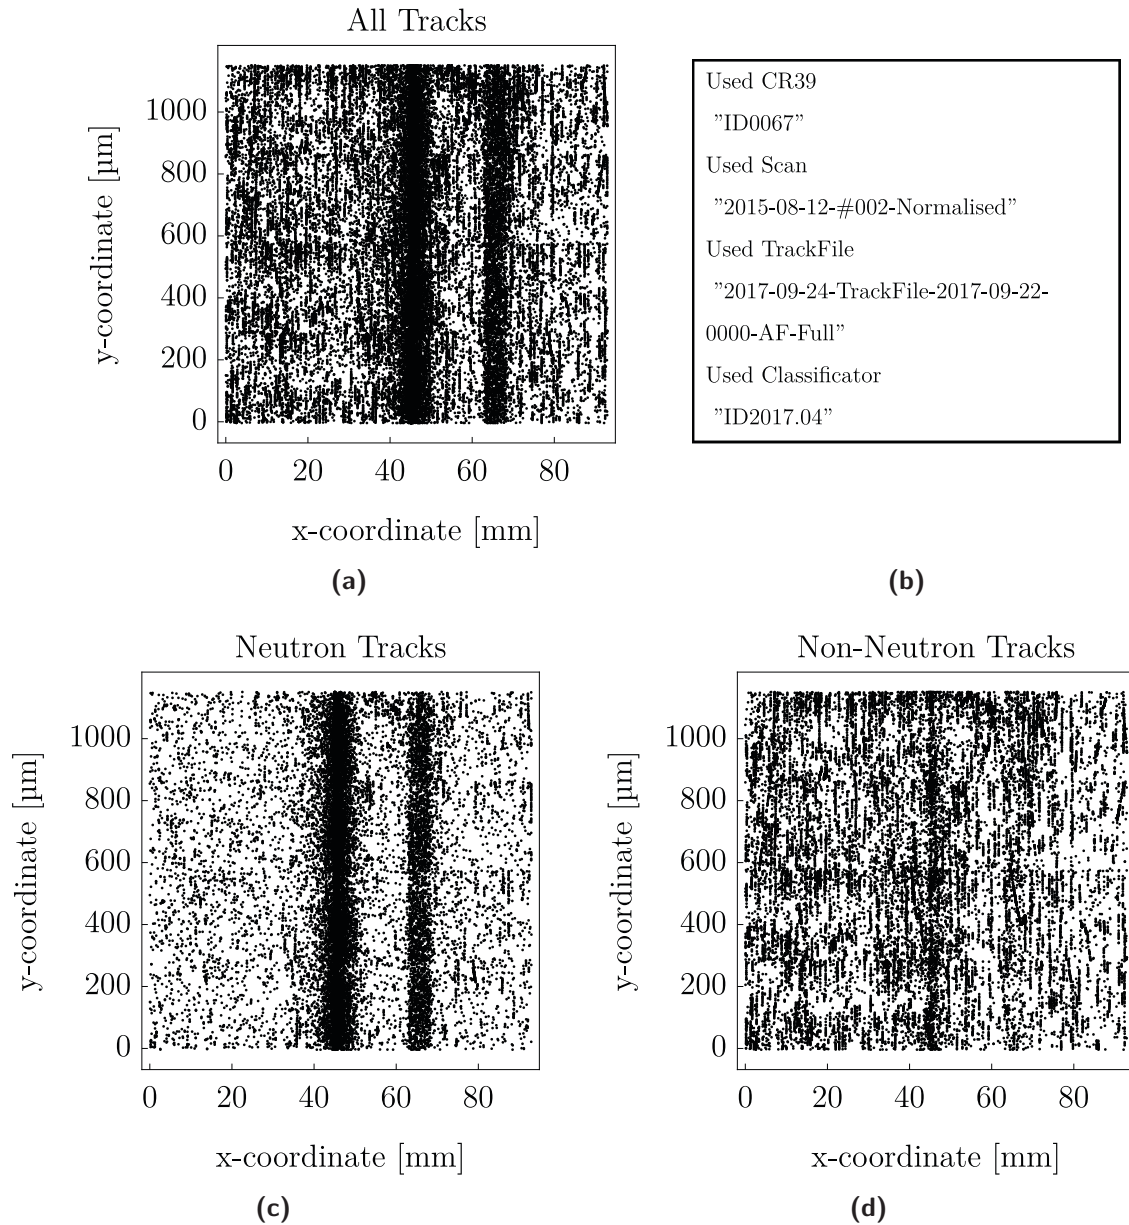 All Tracks
y-coordinate [µm]
1000
800
600
400
200
0
0 20 40 60 80
x-coordinate [mm]
(a)
Used CR39
"ID0067"
Used Scan
"2015-08-12-#002-Normalised"
Used TrackFile
"2017-09-24-TrackFile-2017-09-22-
0000-AF-Full"
Used Classificator
"ID2017.04"
(b)
Neutron Tracks
y-coordinate [µm]
1000
800
600
400
200
0
0 20 40 60 80
x-coordinate [mm]
(c)
Non-Neutron Tracks
y-coordinate [µm]
1000
800
600
400
200
0
0 20 40 60 80
x-coordinate [mm]
(d)